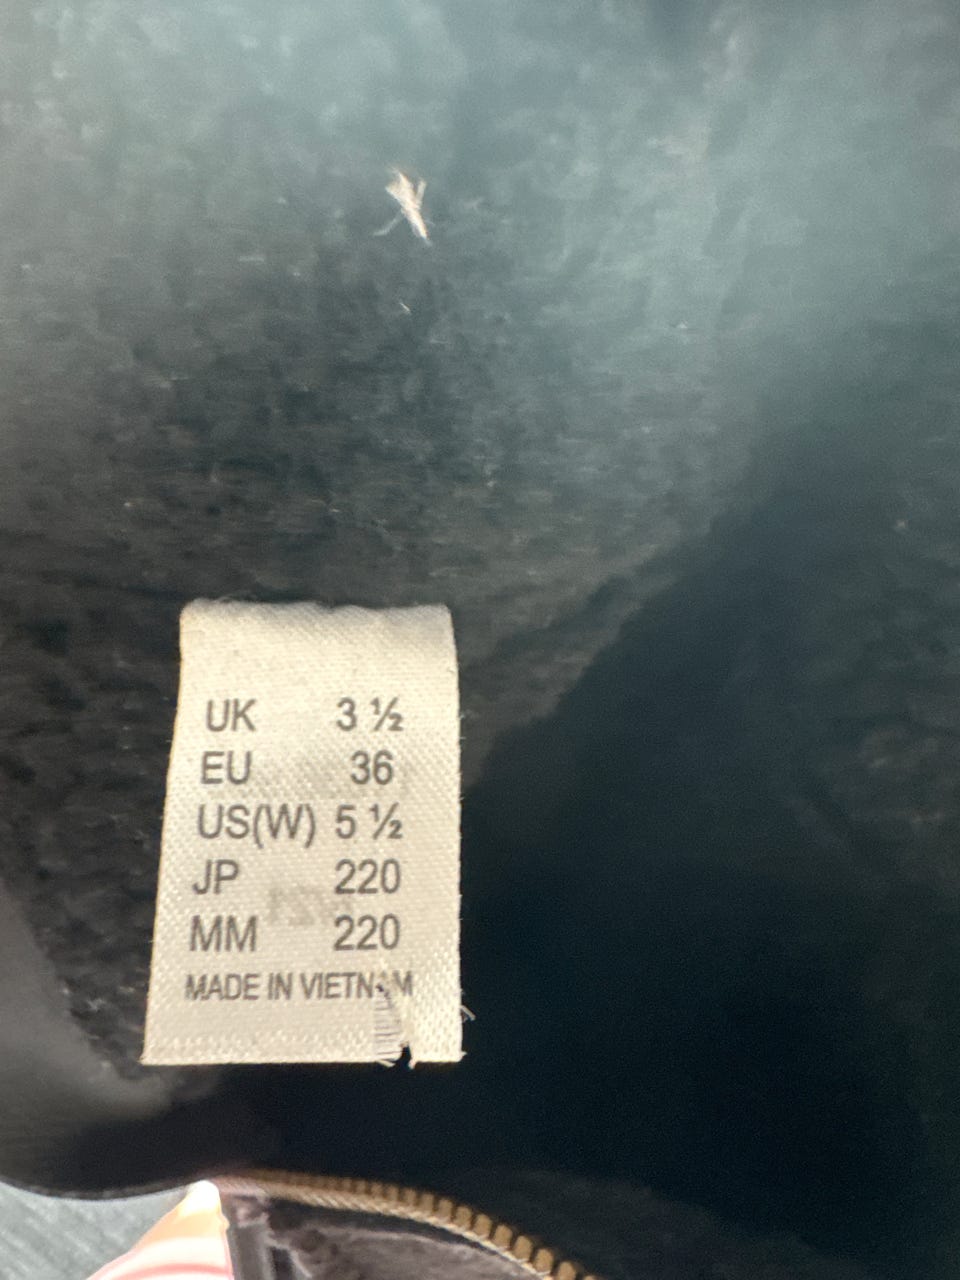 UK 3 ½
EU 36
US(W) 5 ½
JP 220
MM 220
MADE IN VIETNAM